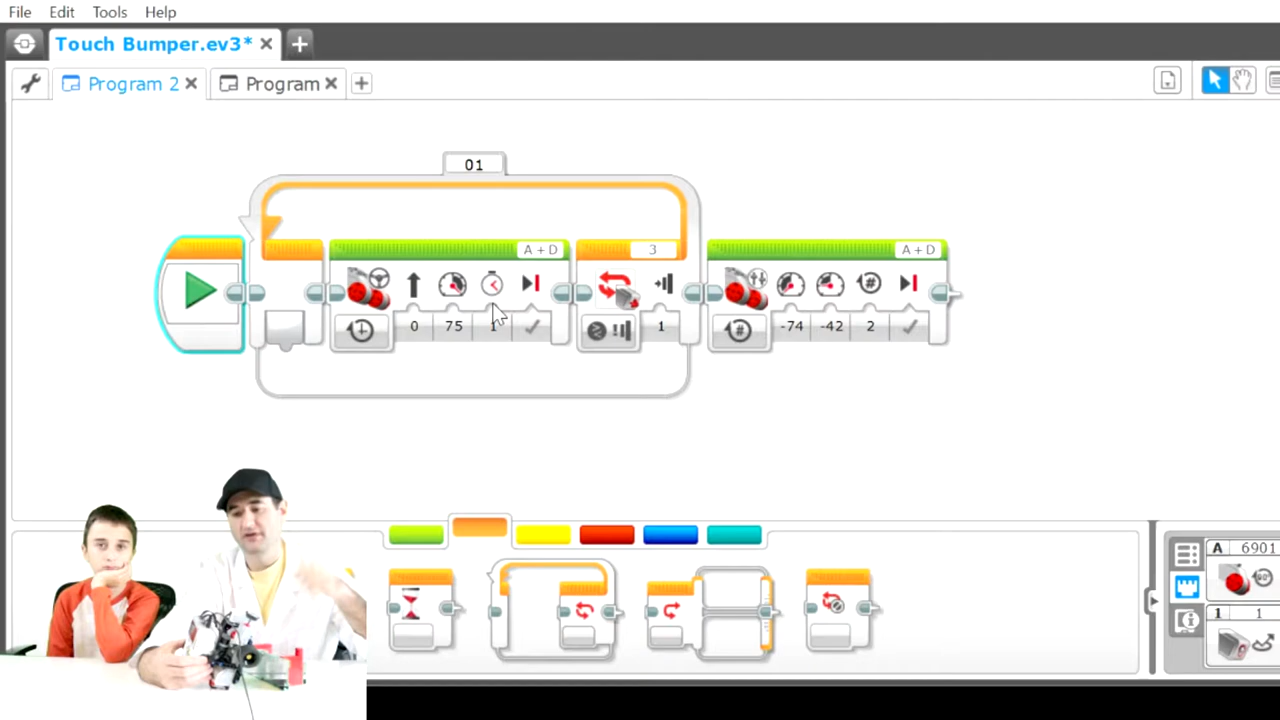 File Edit Tools Help
Touch Bumper.ev3*
Program 2 Program
01
A + D 3 A + D
0 75 1 1 -74 -42 2
A 6901
1 1